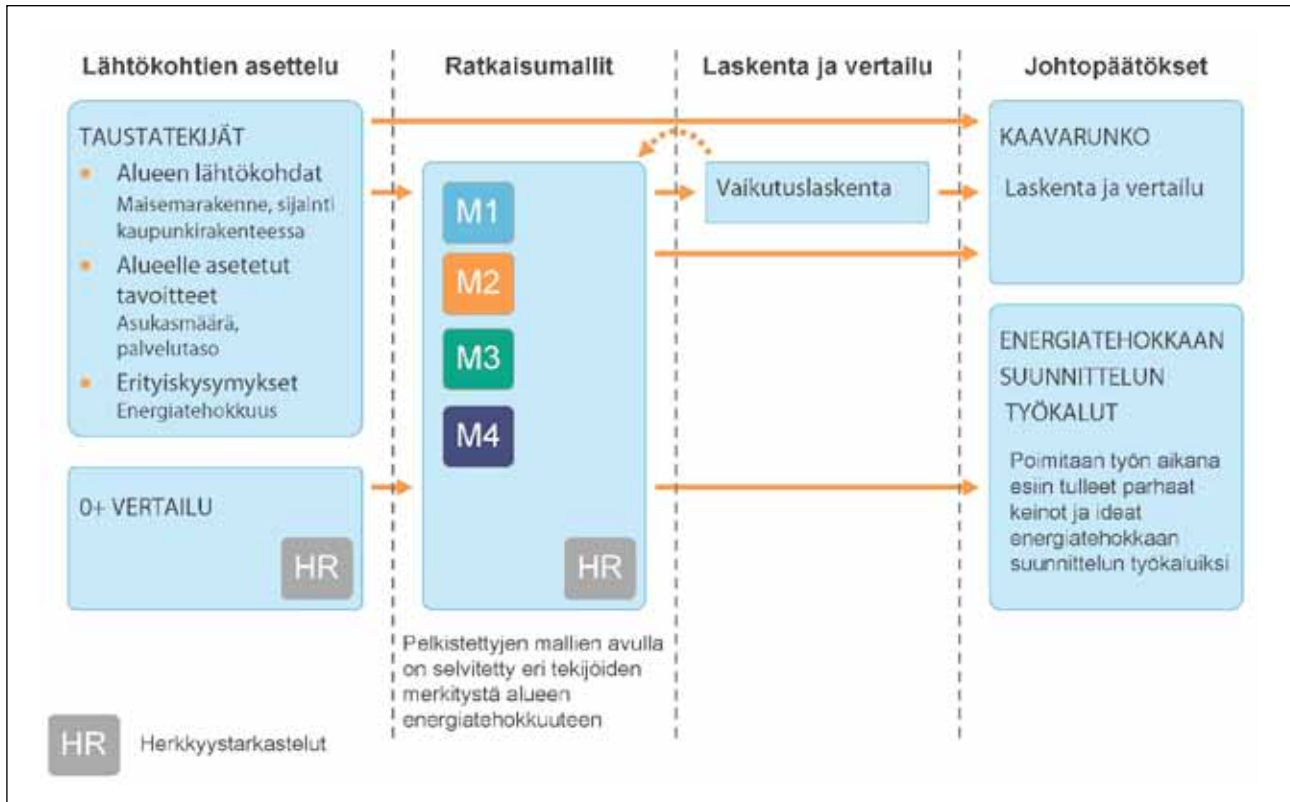 Lähtökohtien asettelu
Ratkaisumallit
Laskenta ja vertailu
Johtopäätökset
TAUSTATEKIJÄT
• Alueen lähtökohdat
Maisemarakenne, sijainti
kaupunkirakenteessa
• Alueelle asetetut
tavoitteet
Asukasmäärä,
palvelutaso
• Erityiskysymykset
Energiatehokkuus
0+ VERTAILU
HR
M1
M2
M3
M4
HR
Pelkistettyjen mallien avulla
on selvitetty eri tekijöiden
merkitystä alueen
energiatehokkuuteen
Vaikutuslaskenta
KAAVARUNKO
Laskenta ja vertailu
ENERGIATEHOKKAAN
SUUNNITTELUN
TYÖKALUT
Poimitaan työn aikana
esiin tulleet parhaat
keinot ja ideat
energiatehokkaan
suunnittelun työkaluiksi
HR Herkkyystarkastelut